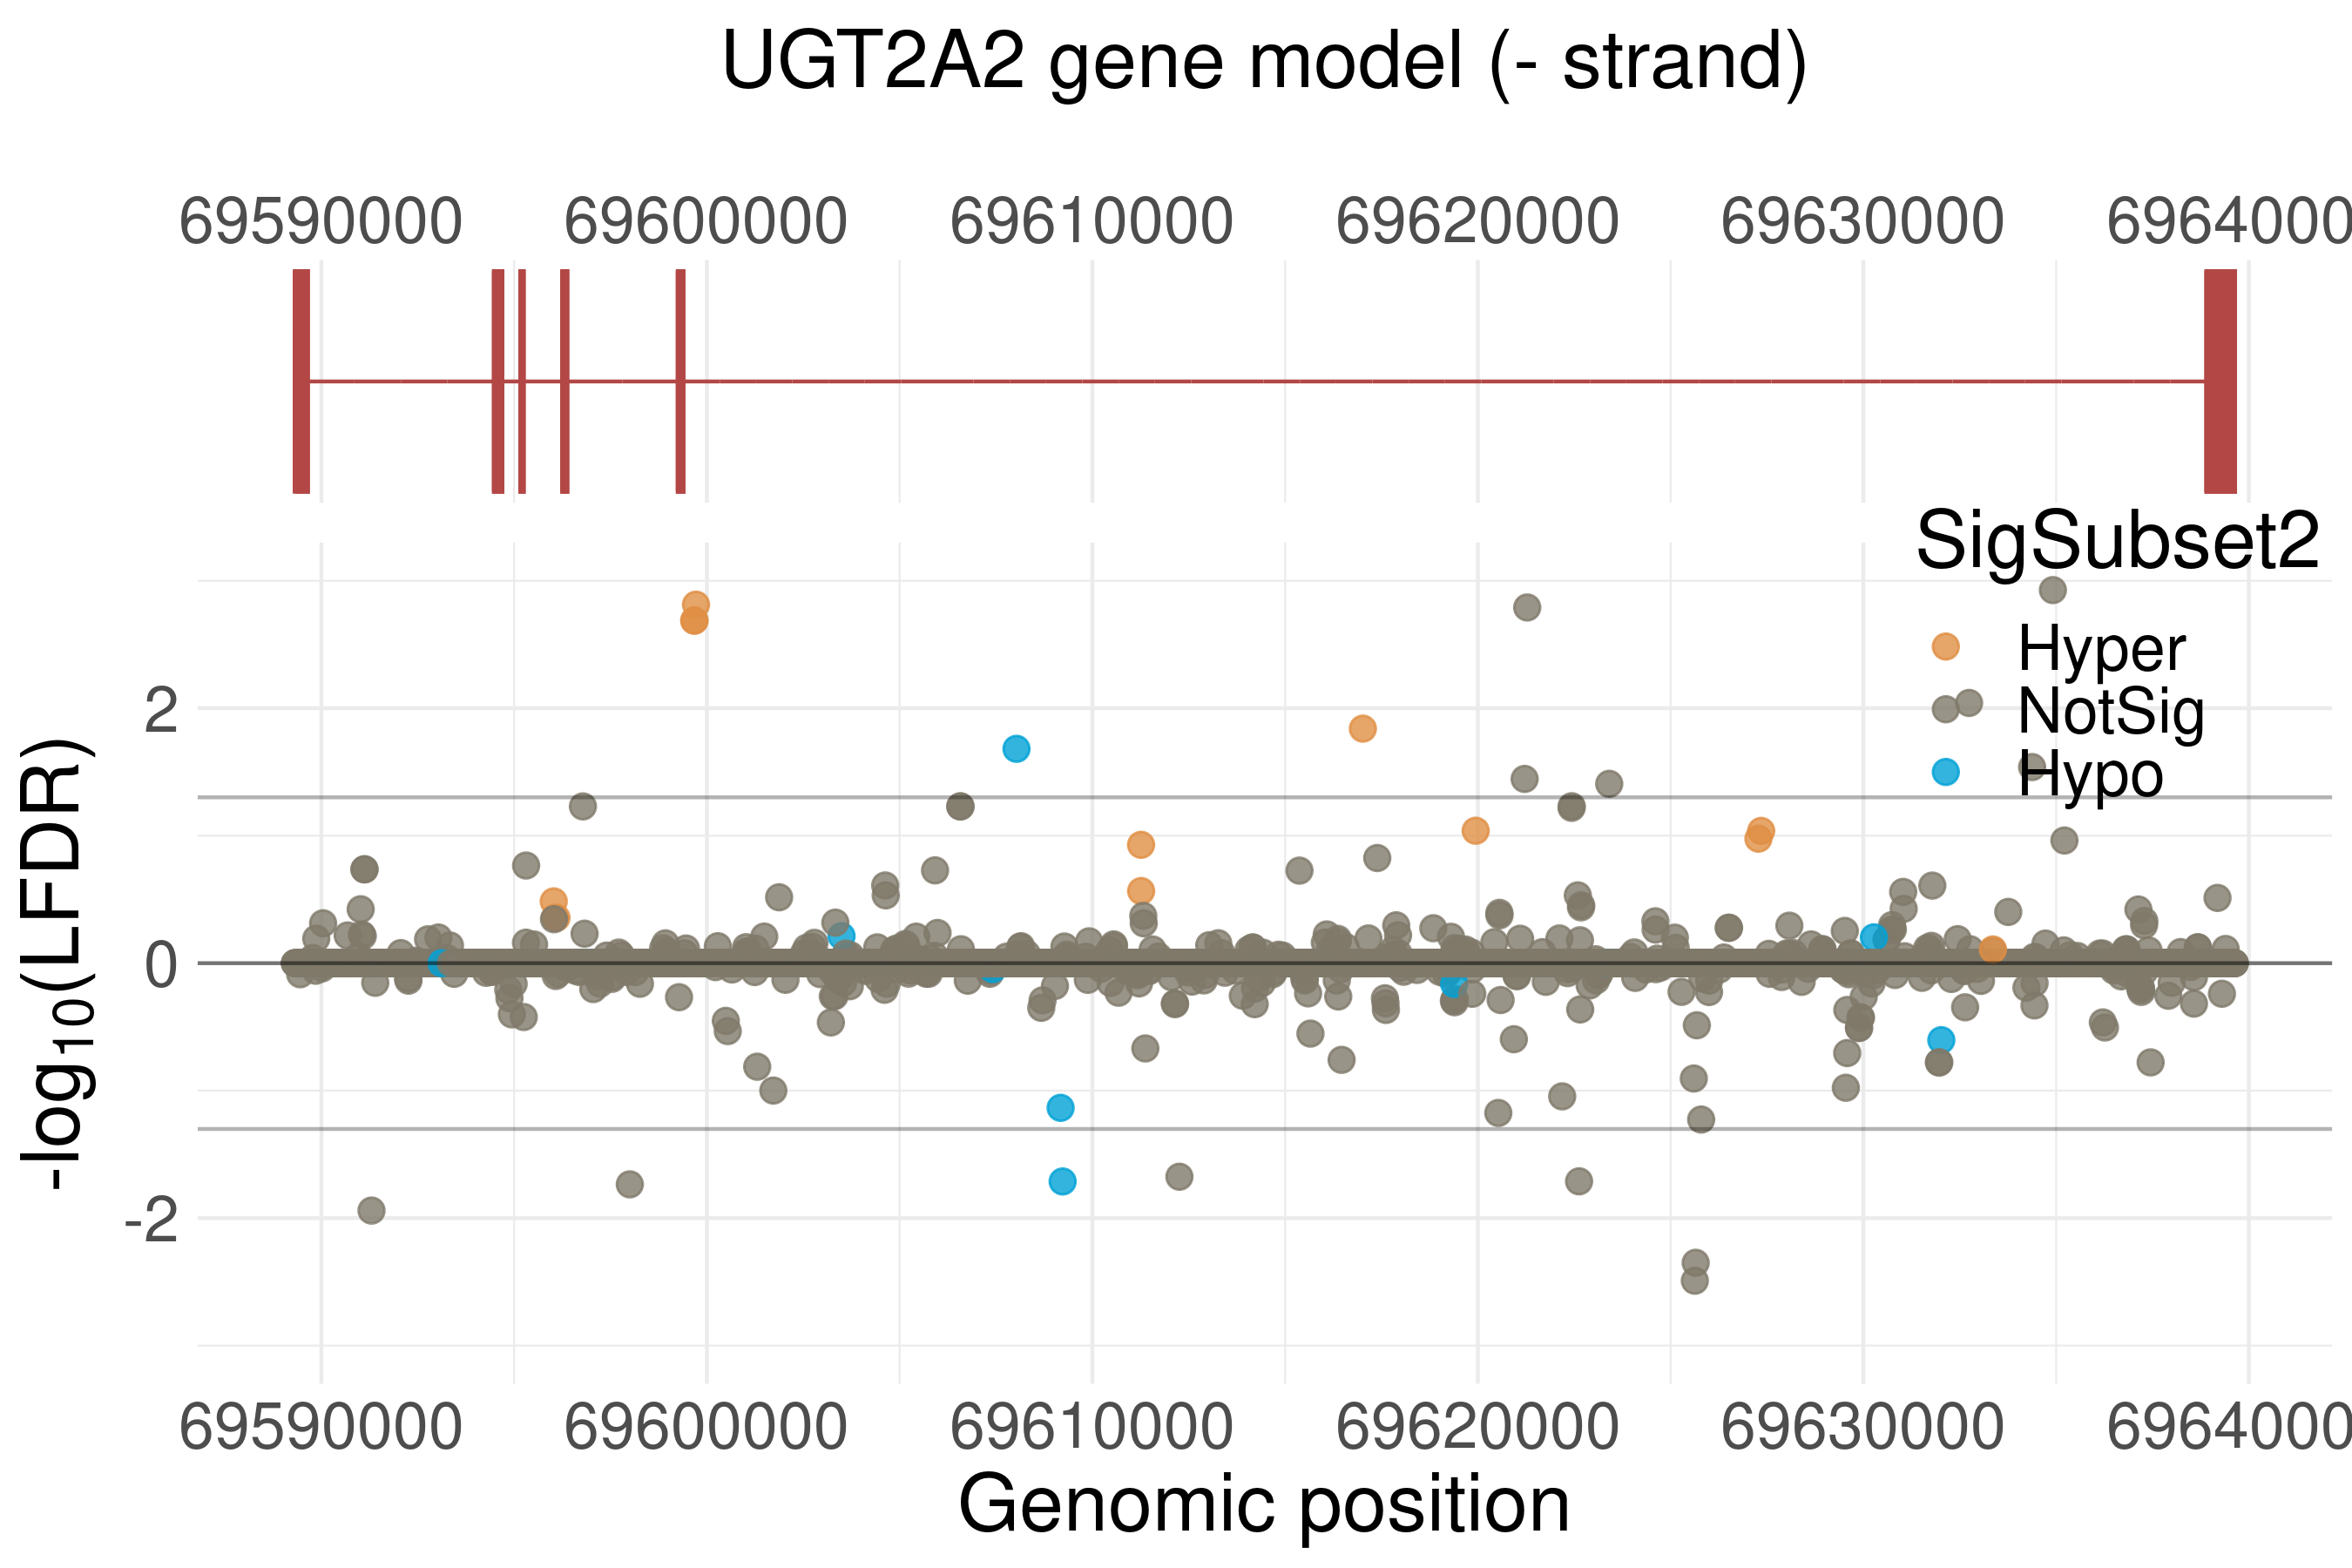 UGT2A2 gene model (- strand)
69590000 69600000 69610000 69620000 69630000 6964000
SigSubset2
Hyper
NotSig
Hypo
2
0
-2
-log10(LFDR)
69590000 69600000 69610000 69620000 69630000 6964000
Genomic position